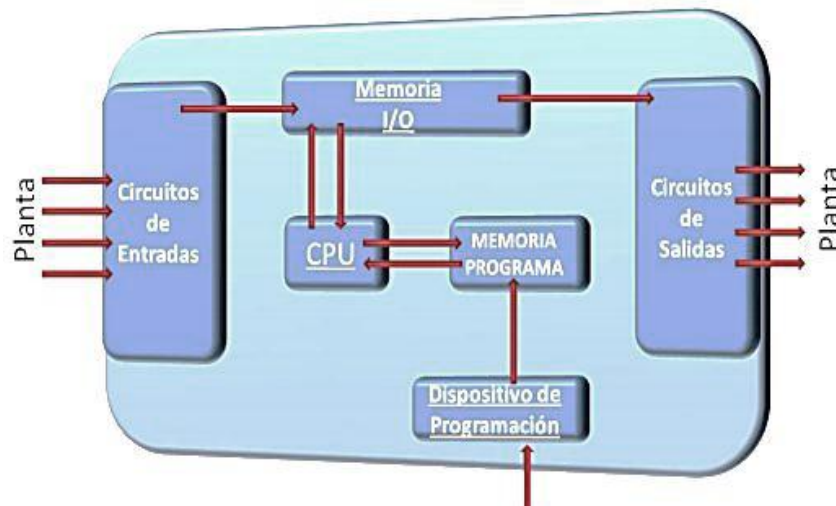 Planta
Circuitos
de
Entradas
Memoria
I/O
CPU
MEMORIA
PROGRAMA
Dispositivo de
Programación
Circuitos
de
Salidas
Planta